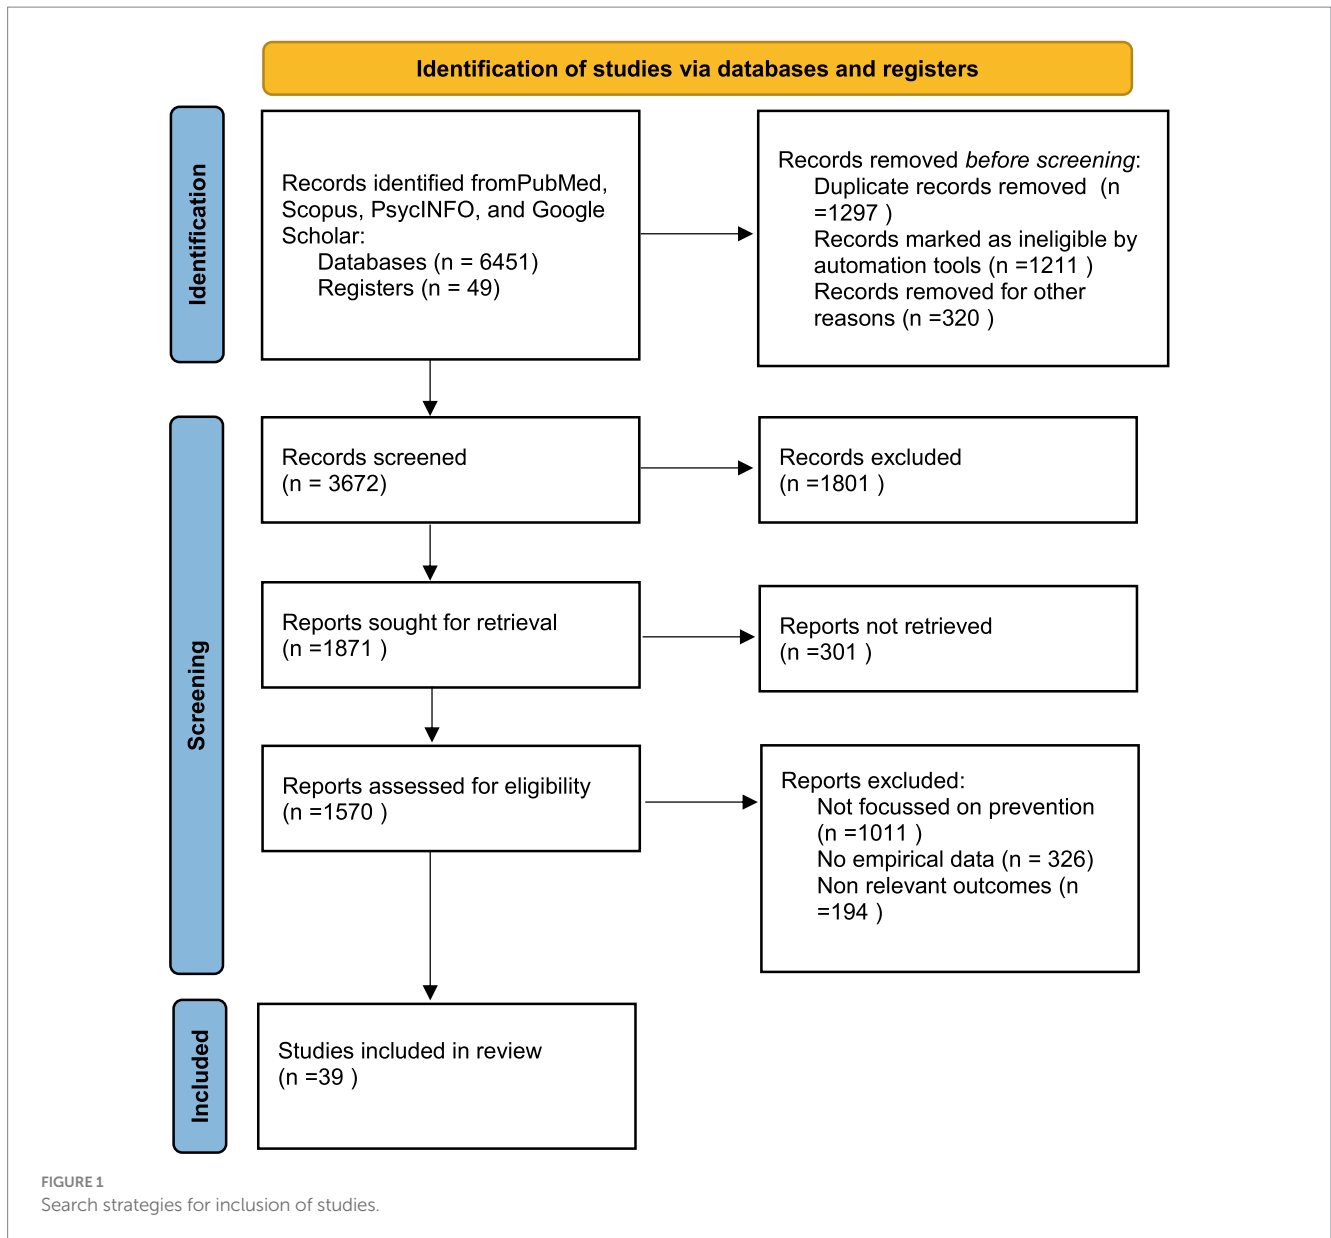 Identification of studies via databases and registers
Identification
Records identified fromPubMed,
Scopus, PsycINFO, and Google
Scholar:
Databases (n = 6451)
Registers (n = 49)
Records removed before screening:
Duplicate records removed  (n
=1297 )
Records marked as ineligible by
automation tools (n =1211 )
Records removed for other
reasons (n =320 )
Screening
Records screened
(n = 3672)
Records excluded
(n =1801 )
Reports sought for retrieval
(n =1871 )
Reports not retrieved
(n =301 )
Reports assessed for eligibility
(n =1570 )
Reports excluded:
Not focussed on prevention
(n =1011 )
No empirical data (n = 326)
Non relevant outcomes (n
=194 )
Included
Studies included in review
(n =39 )
FIGURE 1
Search strategies for inclusion of studies.